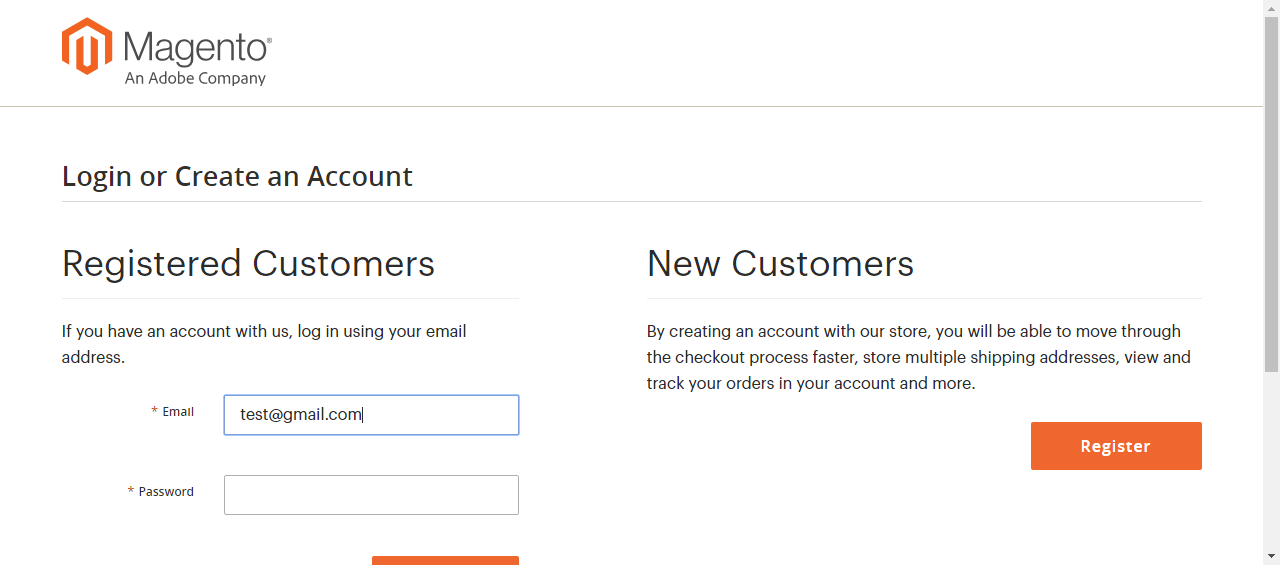 Magento®
An Adobe Company
Login or Create an Account
Registered Customers
If you have an account with us, log in using your email
address.
* Email
test@gmail.com
* Password
New Customers
By creating an account with our store, you will be able to move through
the checkout process faster, store multiple shipping addresses, view and
track your orders in your account and more.
Register